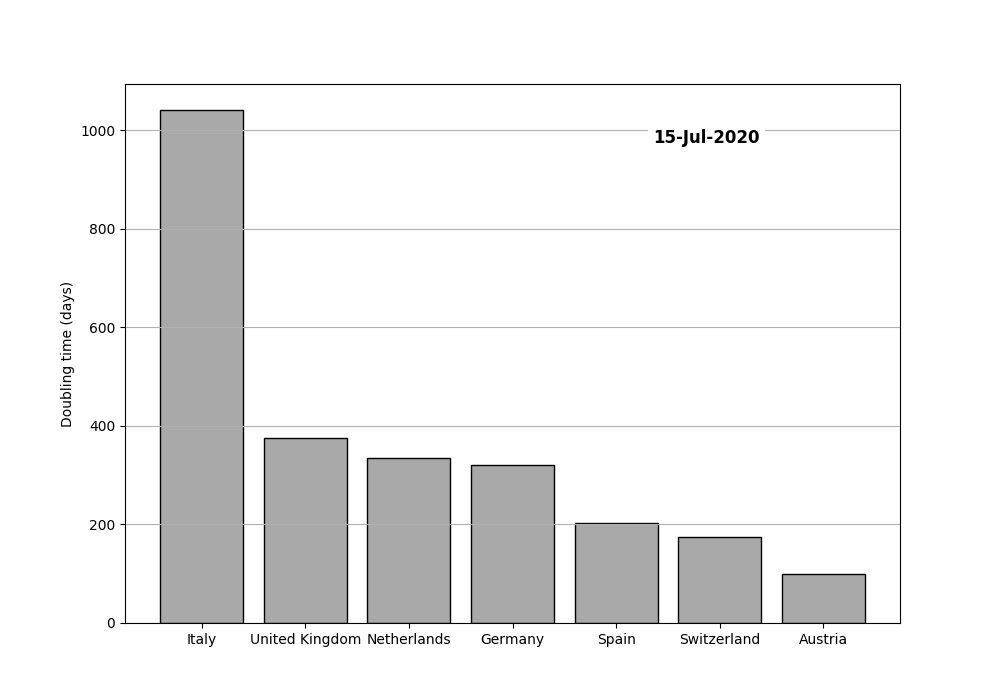 15-Jul-2020
1000
800
600
400
200
0
Doubling time (days)
Italy United Kingdom Netherlands Germany Spain Switzerland Austria